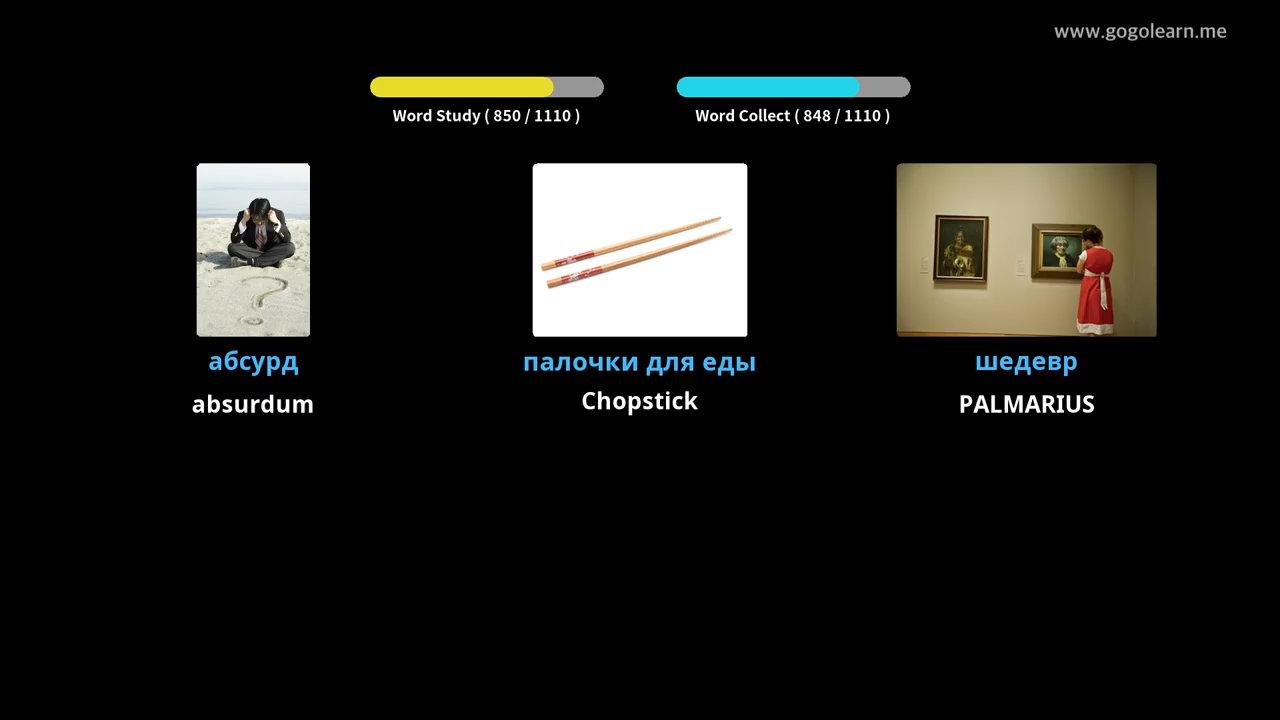 www.gogolearn.me
Word Study ( 850 / 1110 )
Word Collect ( 848 / 1110 )
абсурд
absurdum
палочки для еды
Chopstick
шедевр
PALMARIUS